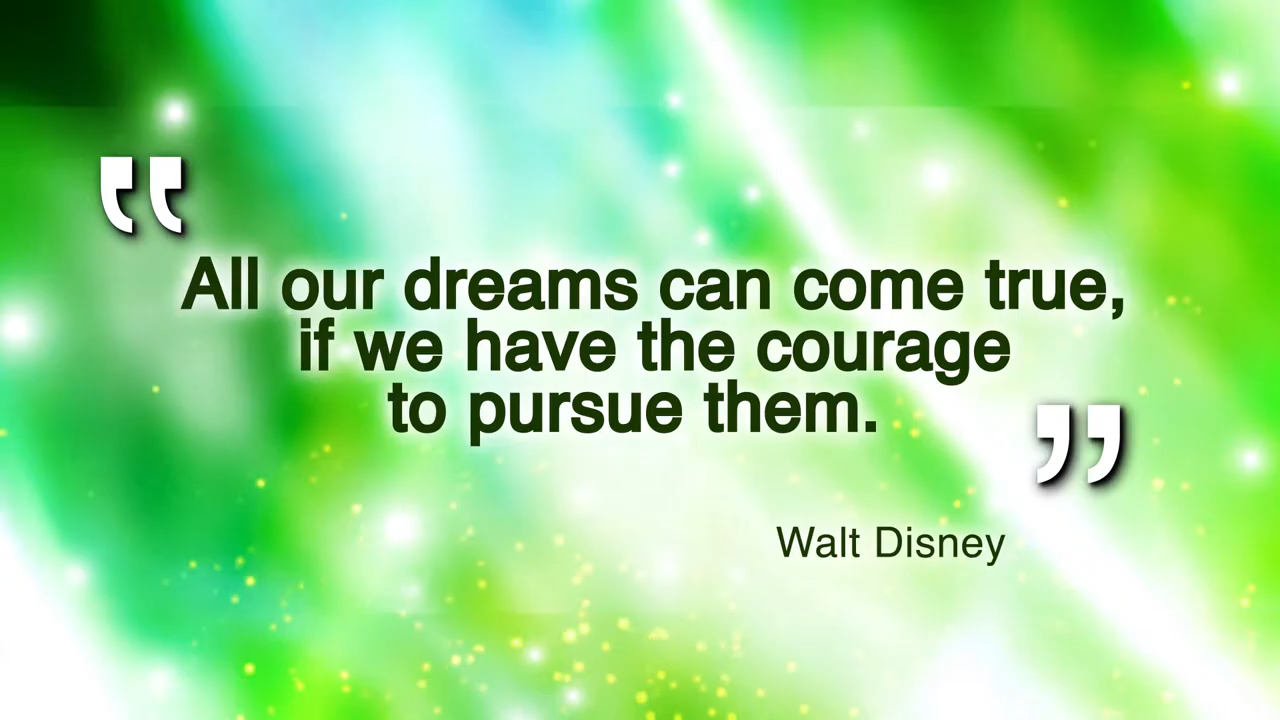 “
All our dreams can come true,
if we have the courage
to pursue them.
”
Walt Disney